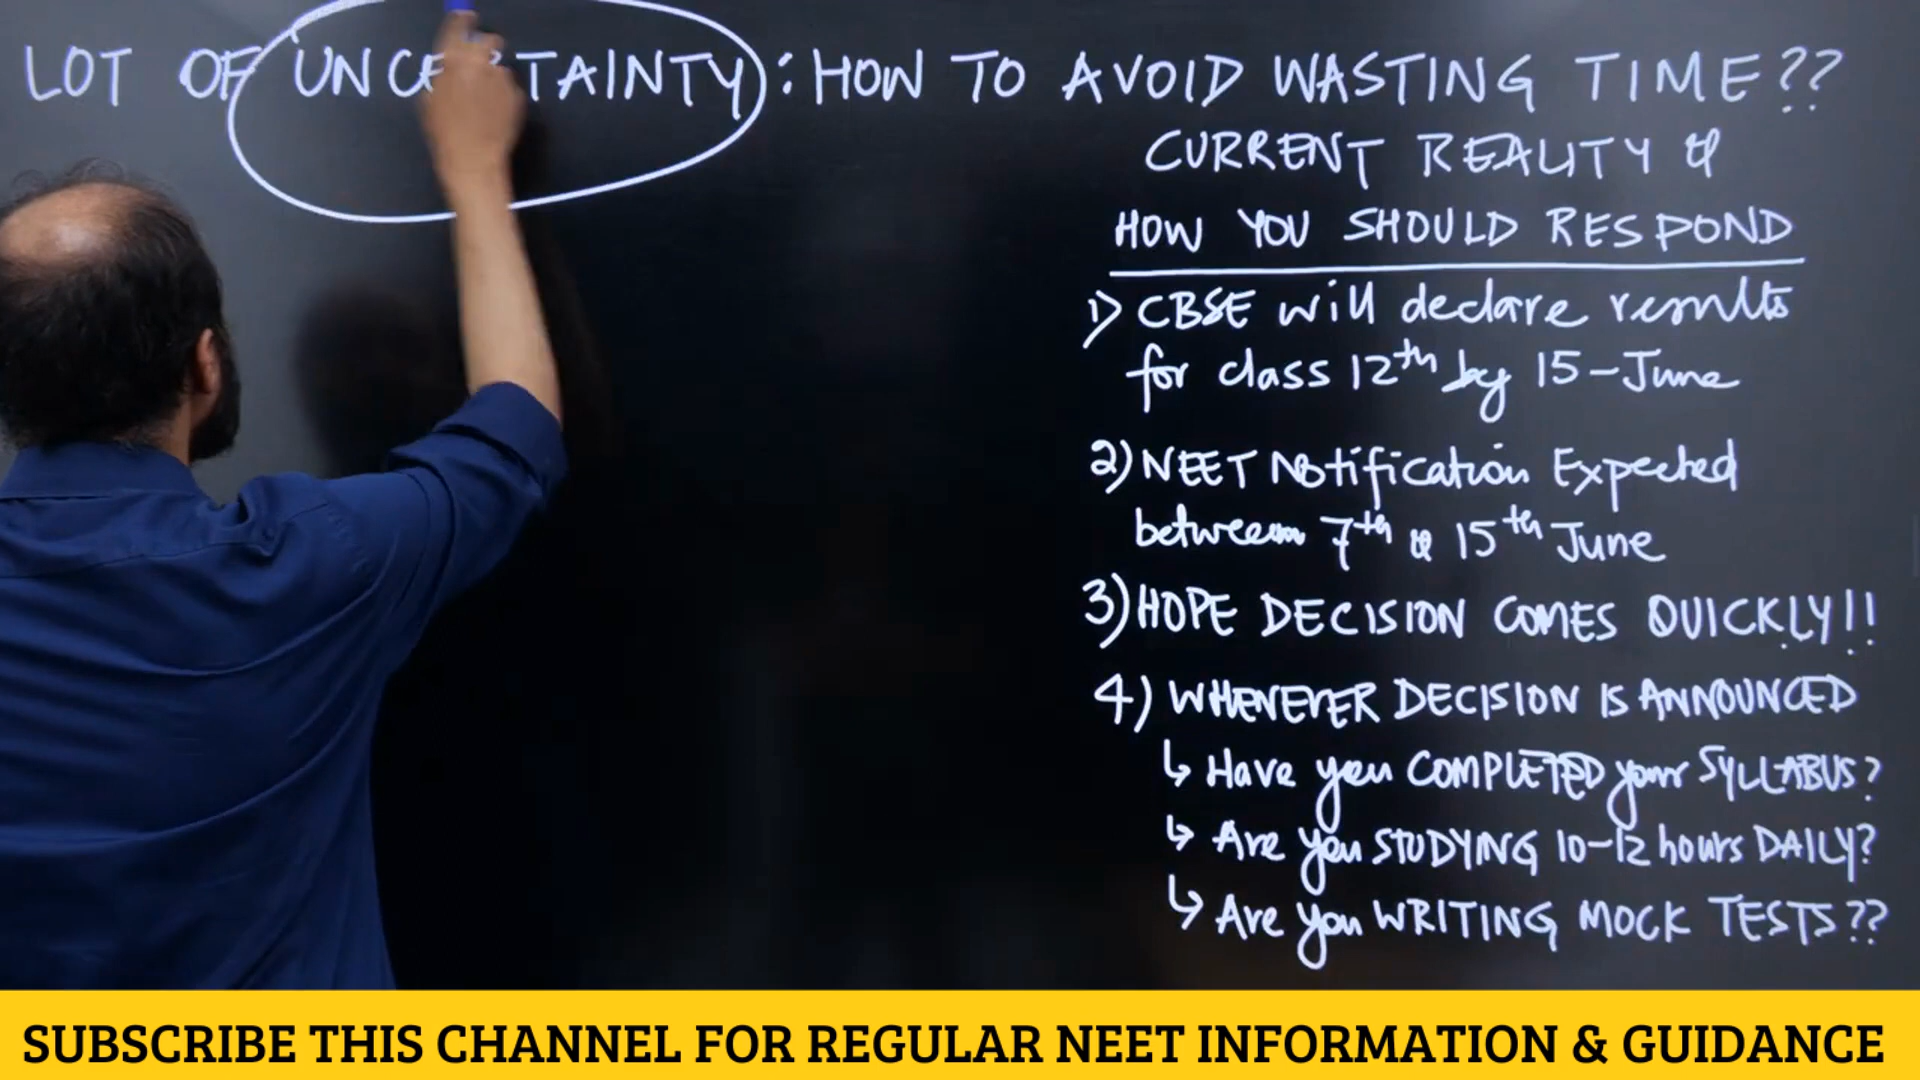 LOT OF UNCERTAINTY : HOW TO AVOID WASTING TIME??
CURRENT REALITY &
HOW YOU SHOULD RESPOND
1) CBSE will declare results
for class 12th by 15-June
2) NEET Notification Expected
between 7th & 15th June
3) HOPE DECISION COMES QUICKLY!!
4) WHENEVER DECISION IS ANNOUNCED
↳ Have you COMPLETED your SYLLABUS?
↳ Are you STUDYING 10-12 hours DAILY?
↳ Are you WRITING MOCK TESTS??
SUBSCRIBE THIS CHANNEL FOR REGULAR NEET INFORMATION & GUIDANCE